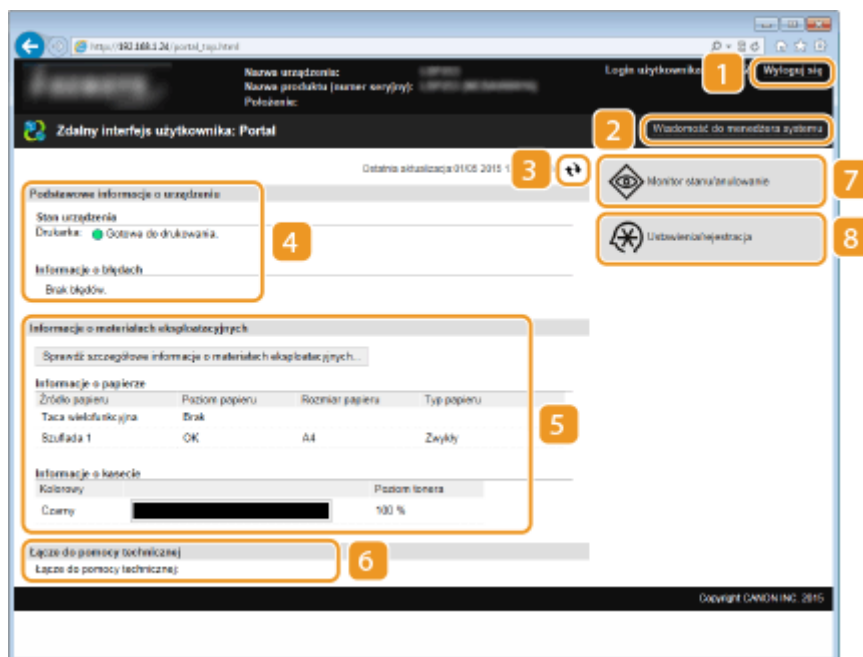 http://192.168.1.24/portal_top.html
Nazwa urządzenia:
Nazwa produktu (numer seryjny):
Położenie:
Login użytkownika
1
Wyloguj się
Zdalny interfejs użytkownika: Portal
2
Wiadomość do menedżera systemu
Ostatnia aktualizacja:01/05 2015
3
Podstawowe informacje o urządzeniu
Stan urządzenia
Drukarka: Gotowa do drukowania.
4
Informacje o błędach
Brak błędów.
Monitor stanu/anulowanie
7
Ustawienia/rejestracja
8
Informacje o materiałach eksploatacyjnych
Sprawdź szczegółowe informacje o materiałach eksploatacyjnych...
Informacje o papierze
Źródło papieru Poziom papieru Rozmiar papieru Typ papieru
Taca wielofunkcyjna Brak
Szuflada 1 OK A4 Zwykły
5
Informacje o kasecie
Kolorowy Poziom tonera
Czarny 100 %
Łącze do pomocy technicznej
Łącze do pomocy technicznej:
6
Copyright CANON INC. 2015